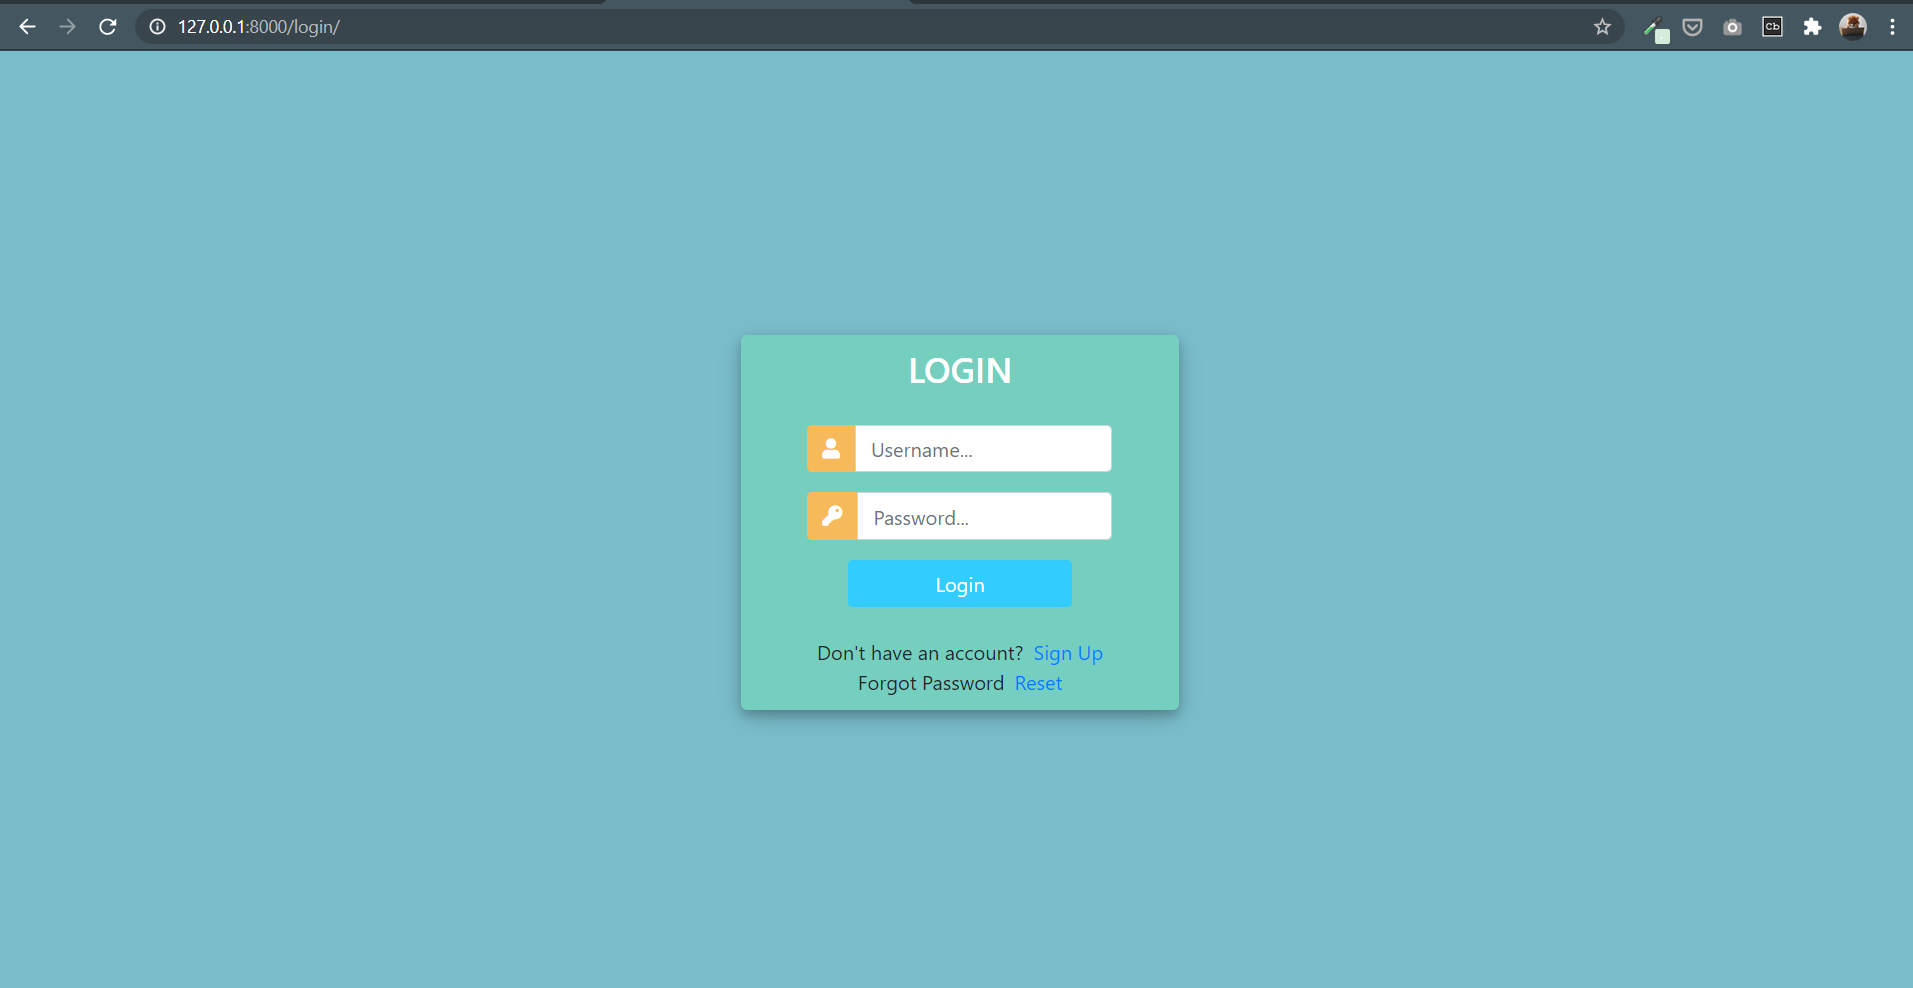 127.0.0.1:8000/login/
Cb
LOGIN
Username...
Password...
Login
Don't have an account? Sign Up
Forgot Password Reset